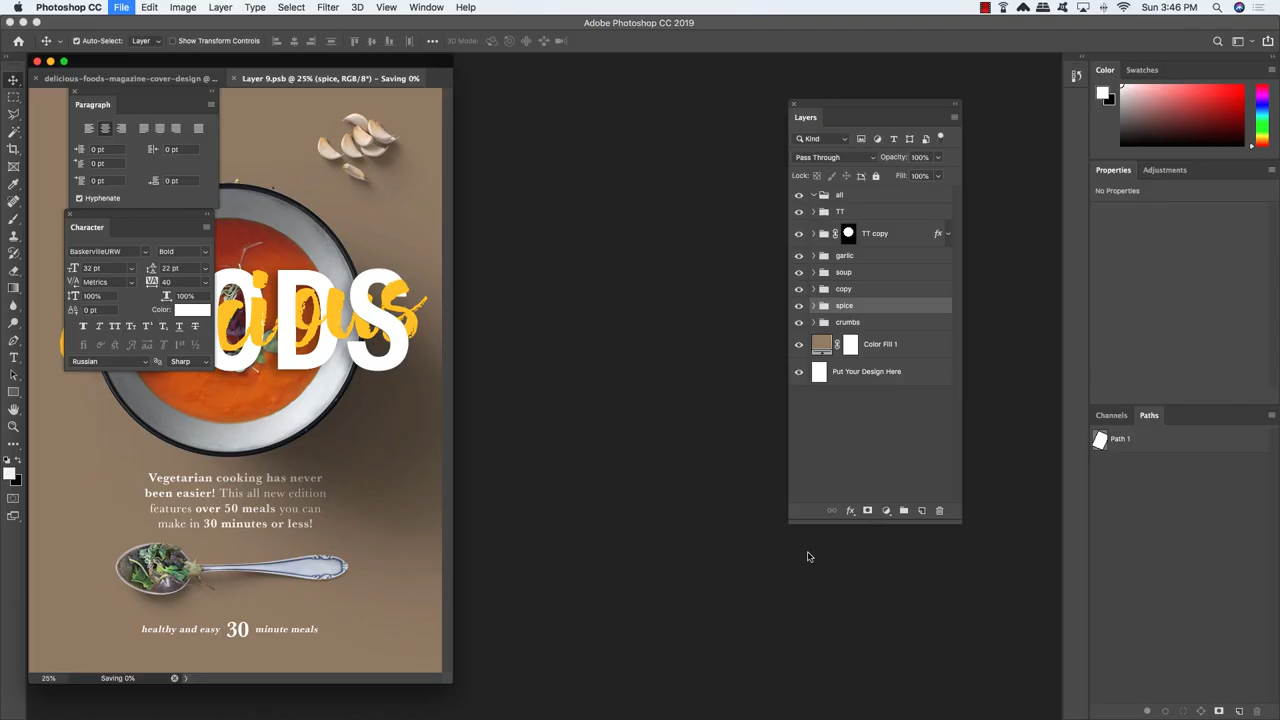 Photoshop CC File Edit Image Layer Type Select Filter 3D View Window Help Sun 3:46 PM
Adobe Photoshop CC 2019
Auto-Select: Layer Show Transform Controls 3D Mode:
delicious-foods-magazine-cover-design @ ... Layer 9.psb @ 25% (spice, RGB/8*) – Saving 0%
Paragraph
0 pt 0 pt
0 pt
0 pt 0 pt
Hyphenate
Character
BaskervilleURW Bold
32 pt 22 pt
Metrics 40
100% 100%
0 pt Color:
Russian Sharp
ODS
cious
Vegetarian cooking has never
been easier! This all new edition
features over 50 meals you can
make in 30 minutes or less!
healthy and easy 30 minute meals
25% Saving 0%
Layers
Kind
Pass Through Opacity: 100%
Lock: Fill: 100%
all
TT
TT copy fx
garlic
soup
copy
spice
crumbs
Color Fill 1
Put Your Design Here
fx
Color Swatches
Properties Adjustments
No Properties
Channels Paths
Path 1